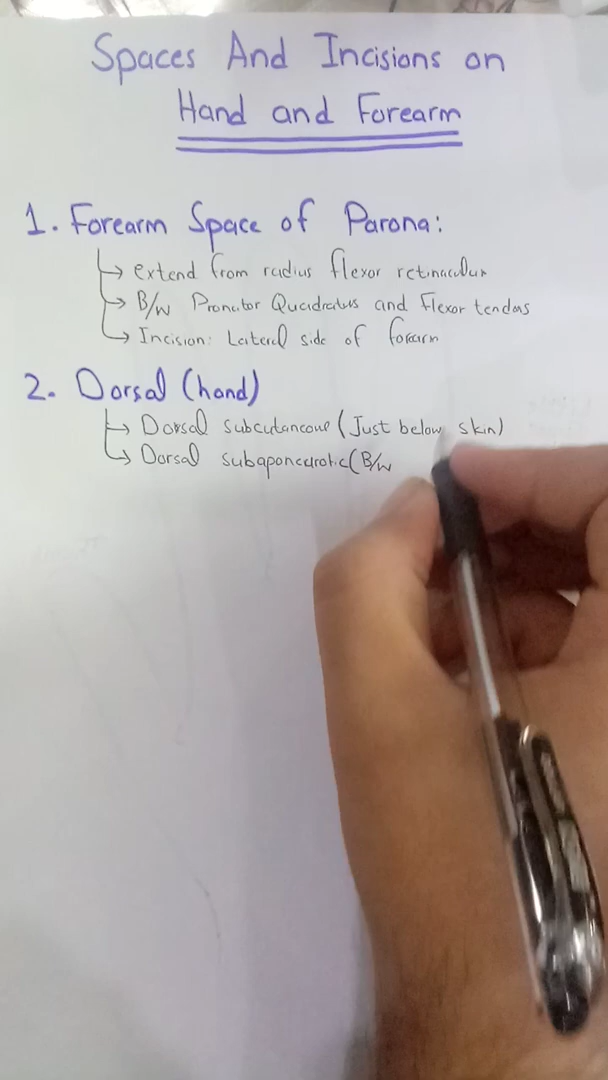 Spaces And Incisions on
Hand and Forearm
1. Forearm Space of Parona:
extend from radius flexor retinaculum
B/w Pronator Quadratus and Flexor tendons
Incision: Lateral side of forearm
2. Dorsal (hand)
Dorsal subcutaneous (Just below skin)
Dorsal subaponeurotic (B/w